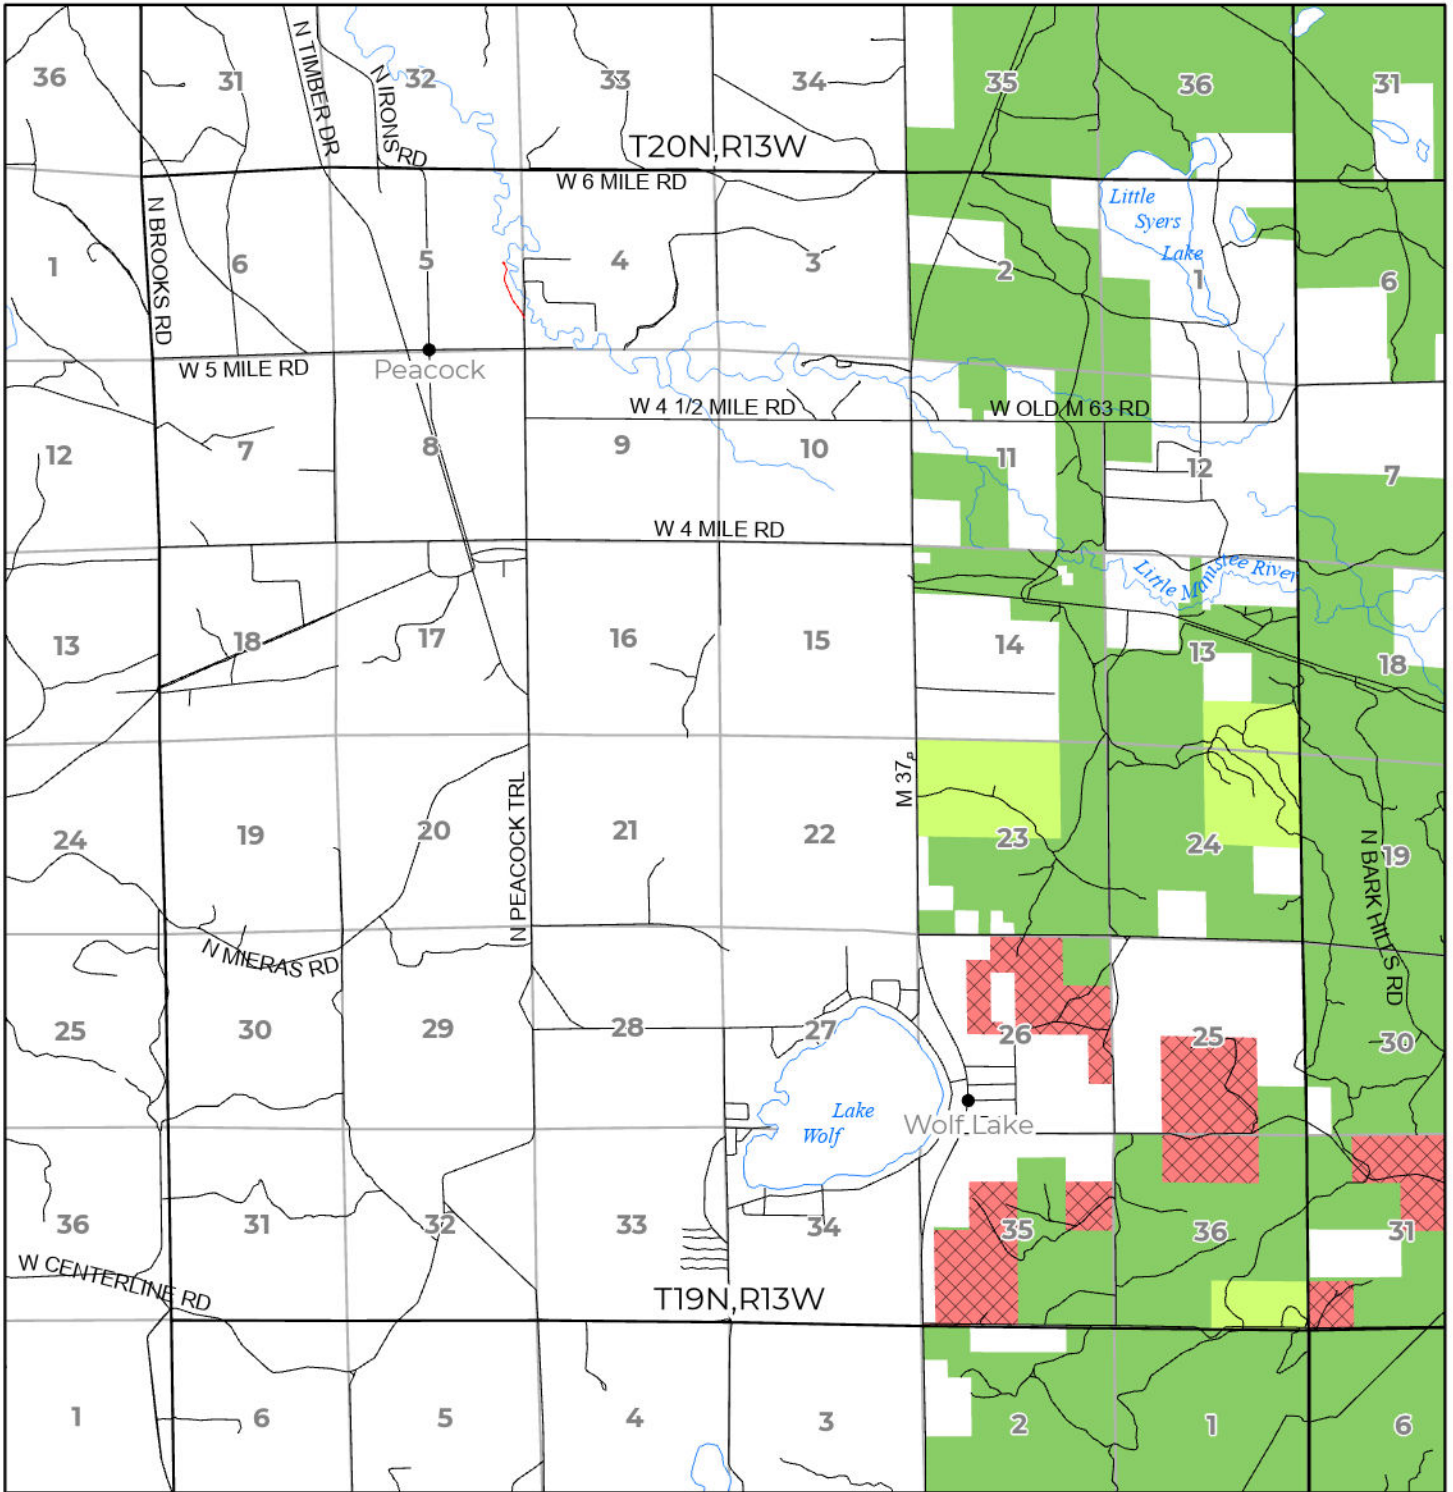 36 31 32 33 34 35 36 31
N TIMBER DR
N IRONS RD
T20N,R13W
W 6 MILE RD
N BROOKS RD
Little
Syers
Lake
1 6 5 4 3 2 1 6
W 5 MILE RD
Peacock
W 4 1/2 MILE RD
W OLD M 63 RD
12 7 8 9 10 11 12 7
W 4 MILE RD
Little Manistee River
13 18 17 16 15 14 13 18
M 37
N PEACOCK TRL
24 19 20 21 22 23 24 19
N BARK HILLS RD
N MIERAS RD
25 30 29 28 27 26 25 30
Lake
Wolf
Wolf Lake
36 31 32 33 34 35 36 31
W CENTERLINE RD
T19N,R13W
1 6 5 4 3 2 1 6